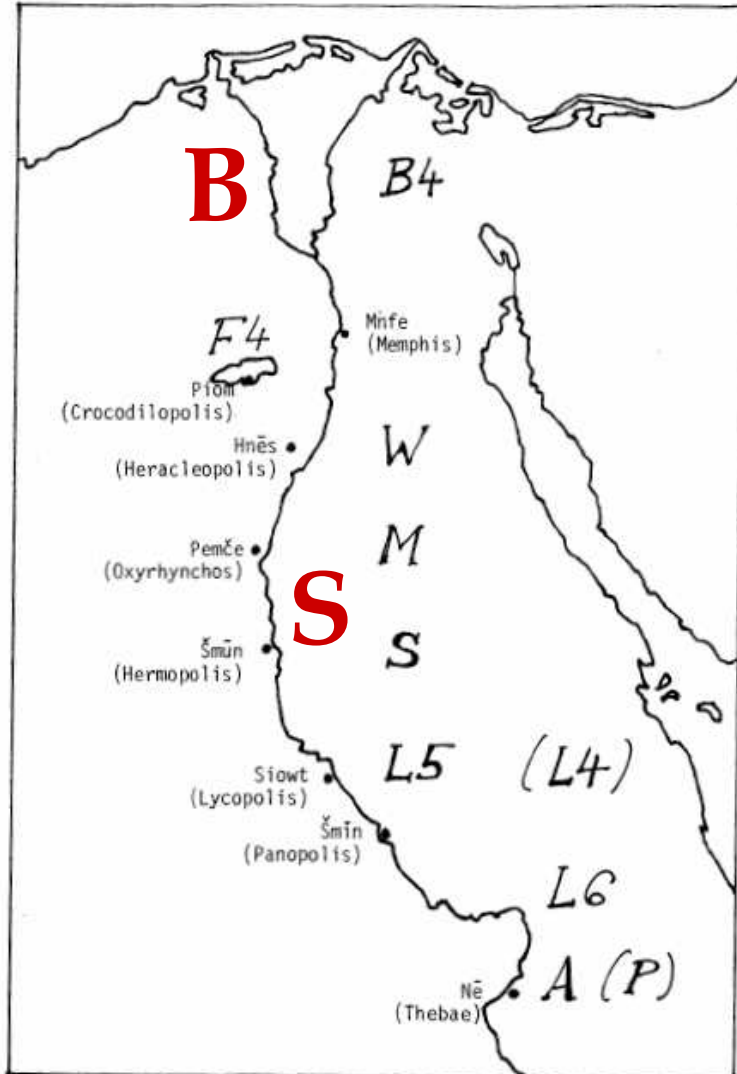 B
B4
F4
Mnfe
(Memphis)
Piom
(Crocodilopolis)
Hnēs
(Heracleopolis)
W
Pemče
(Oxyrhynchos)
M
S
S
Šmūn
(Hermopolis)
L5 (L4)
Siowt
(Lycopolis)
Šmīn
(Panopolis)
L6
Nē
(Thebae)
A (P)